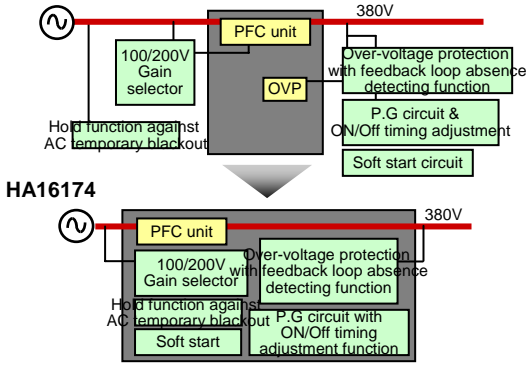 380V
PFC unit
100/200V
Gain
selector
Over-voltage protection
with feedback loop absence
detecting function
OVP
P.G circuit &
ON/Off timing adjustment
Hold function against
AC temporary blackout
Soft start circuit
HA16174
380V
PFC unit
100/200V
Gain selector
Over-voltage protection
with feedback loop absence
detecting function
Hold function against
AC temporary blackout
P.G circuit with
ON/Off timing
adjustment function
Soft start